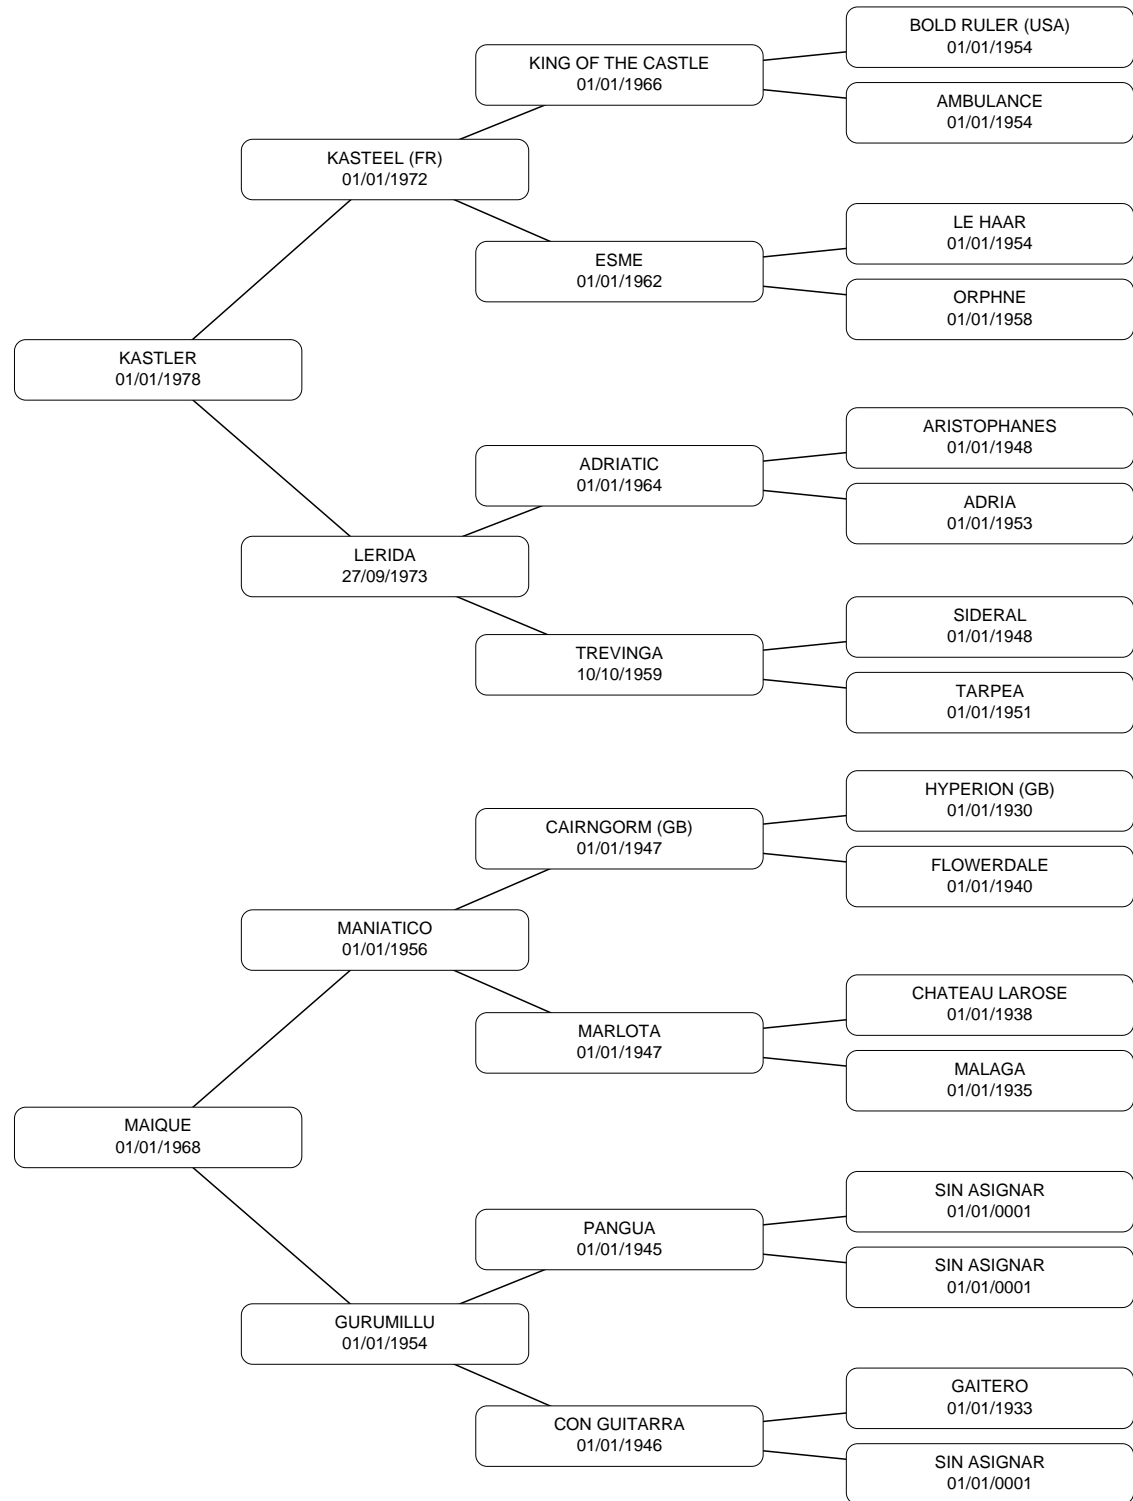 BOLD RULER (USA)
01/01/1954
KING OF THE CASTLE
01/01/1966
AMBULANCE
01/01/1954
KASTEEL (FR)
01/01/1972
LE HAAR
01/01/1954
ESME
01/01/1962
ORPHNE
01/01/1958
KASTLER
01/01/1978
ARISTOPHANES
01/01/1948
ADRIATIC
01/01/1964
ADRIA
01/01/1953
LERIDA
27/09/1973
SIDERAL
01/01/1948
TREVINGA
10/10/1959
TARPEA
01/01/1951
HYPERION (GB)
01/01/1930
CAIRNGORM (GB)
01/01/1947
FLOWERDALE
01/01/1940
MANIATICO
01/01/1956
CHATEAU LAROSE
01/01/1938
MARLOTA
01/01/1947
MALAGA
01/01/1935
MAIQUE
01/01/1968
SIN ASIGNAR
01/01/0001
PANGUA
01/01/1945
SIN ASIGNAR
01/01/0001
GURUMILLU
01/01/1954
GAITERO
01/01/1933
CON GUITARRA
01/01/1946
SIN ASIGNAR
01/01/0001